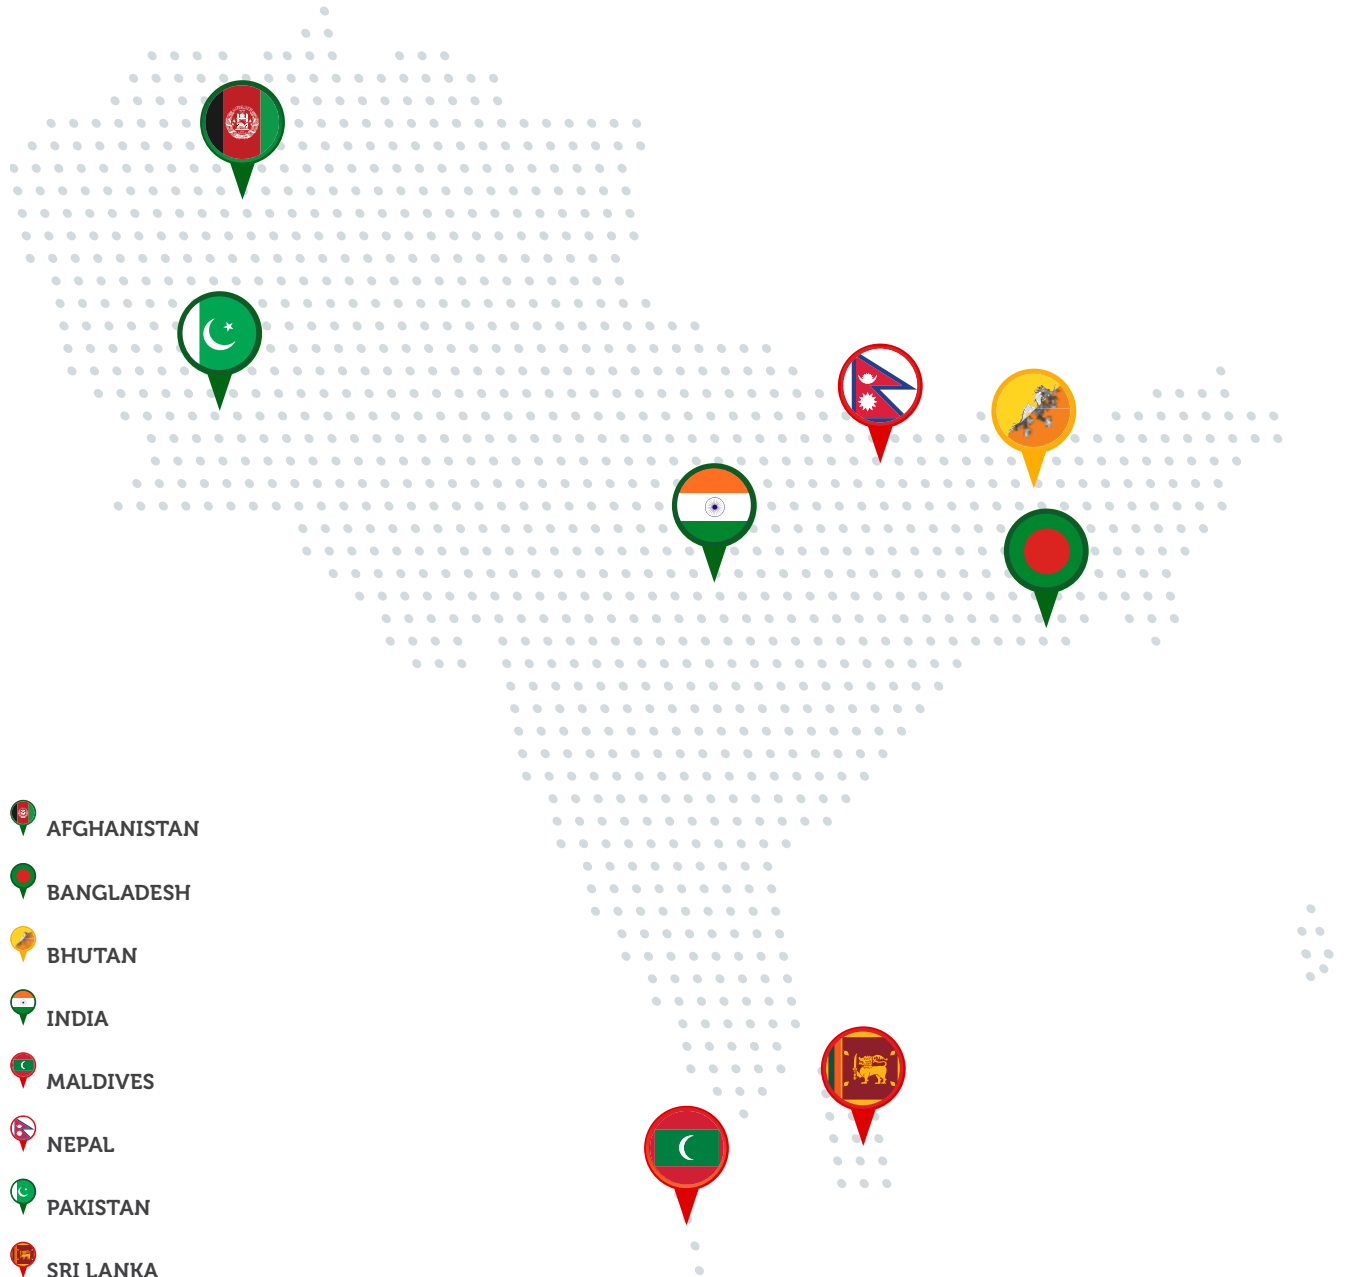 AFGHANISTAN
BANGLADESH
BHUTAN
INDIA
MALDIVES
NEPAL
PAKISTAN
SRI LANKA